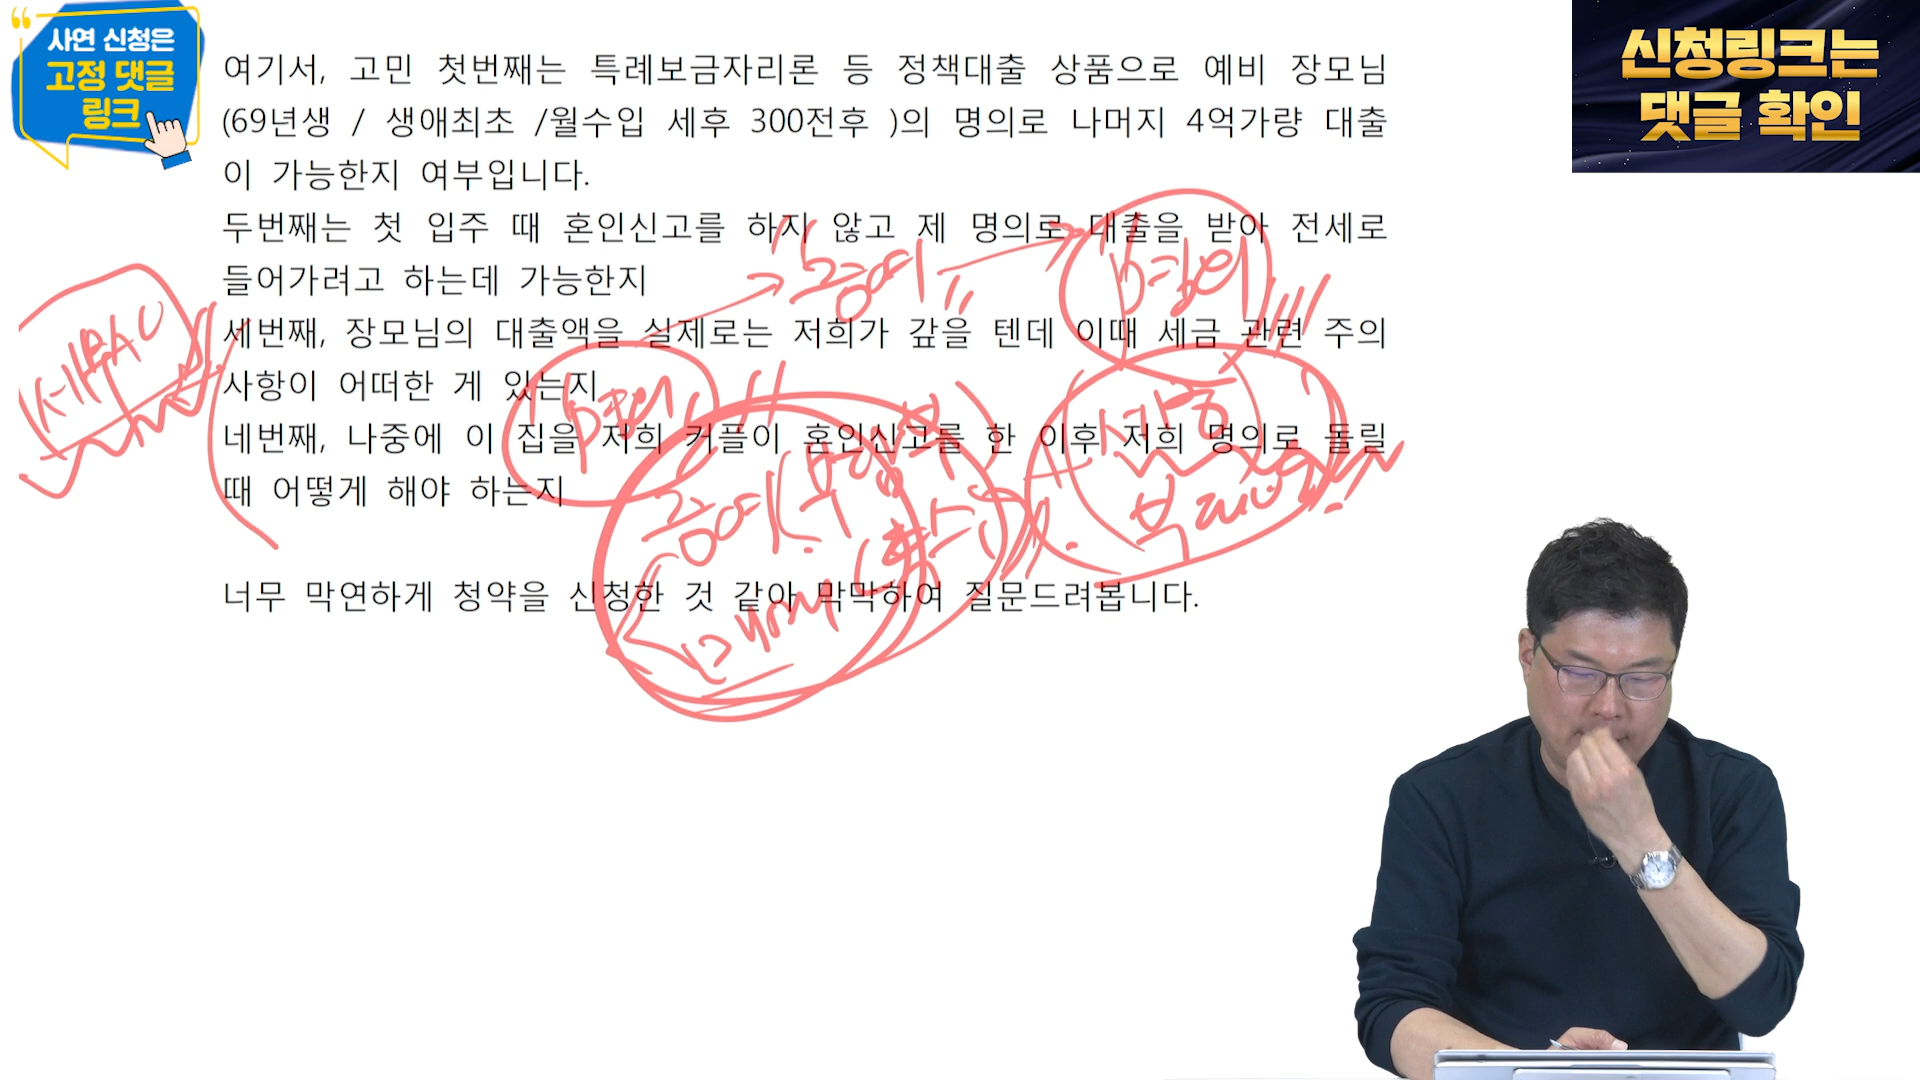 사연 신청은
고정 댓글
링크
신청링크는
댓글 확인
여기서, 고민 첫번째는 특례보금자리론 등 정책대출 상품으로 예비 장모님
(69년생 / 생애최초 /월수입 세후 300전후 )의 명의로 나머지 4억가량 대출
이 가능한지 여부입니다.
두번째는 첫 입주 때 혼인신고를 하지 않고 제 명의로 대출을 받아 전세로
들어가려고 하는데 가능한지
세번째, 장모님의 대출액을 실제로는 저희가 갚을 텐데 이때 세금 관련 주의
사항이 어떠한 게 있는지
네번째, 나중에 이 집을 저희 커플이 혼인신고를 한 이후 저희 명의로 돌릴
때 어떻게 해야 하는지
너무 막연하게 청약을 신청한 것 같아 막막하여 질문드려봅니다.
증여
증여(